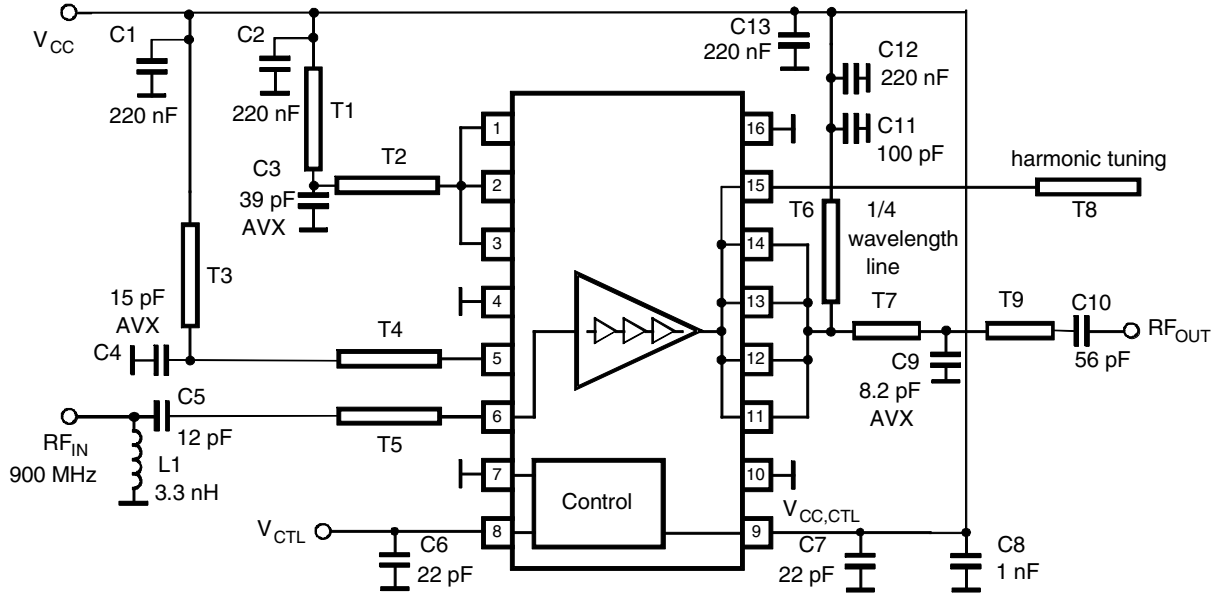 V_CC
C1
220 nF
C2
220 nF
T1
C3
39 pF
AVX
T2
T3
15 pF
AVX
C4
T4
C5
12 pF
T5
RF_IN
900 MHz
L1
3.3 nH
V_CTL
C6
22 pF
1
2
3
4
5
6
7
8
Control
16
15
14
13
12
11
10
9
C13
220 nF
C12
220 nF
C11
100 pF
harmonic tuning
T8
T6
1/4
wavelength
line
T7
T9
C10
56 pF
RF_OUT
C9
8.2 pF
AVX
V_CC,CTL
C7
22 pF
C8
1 nF